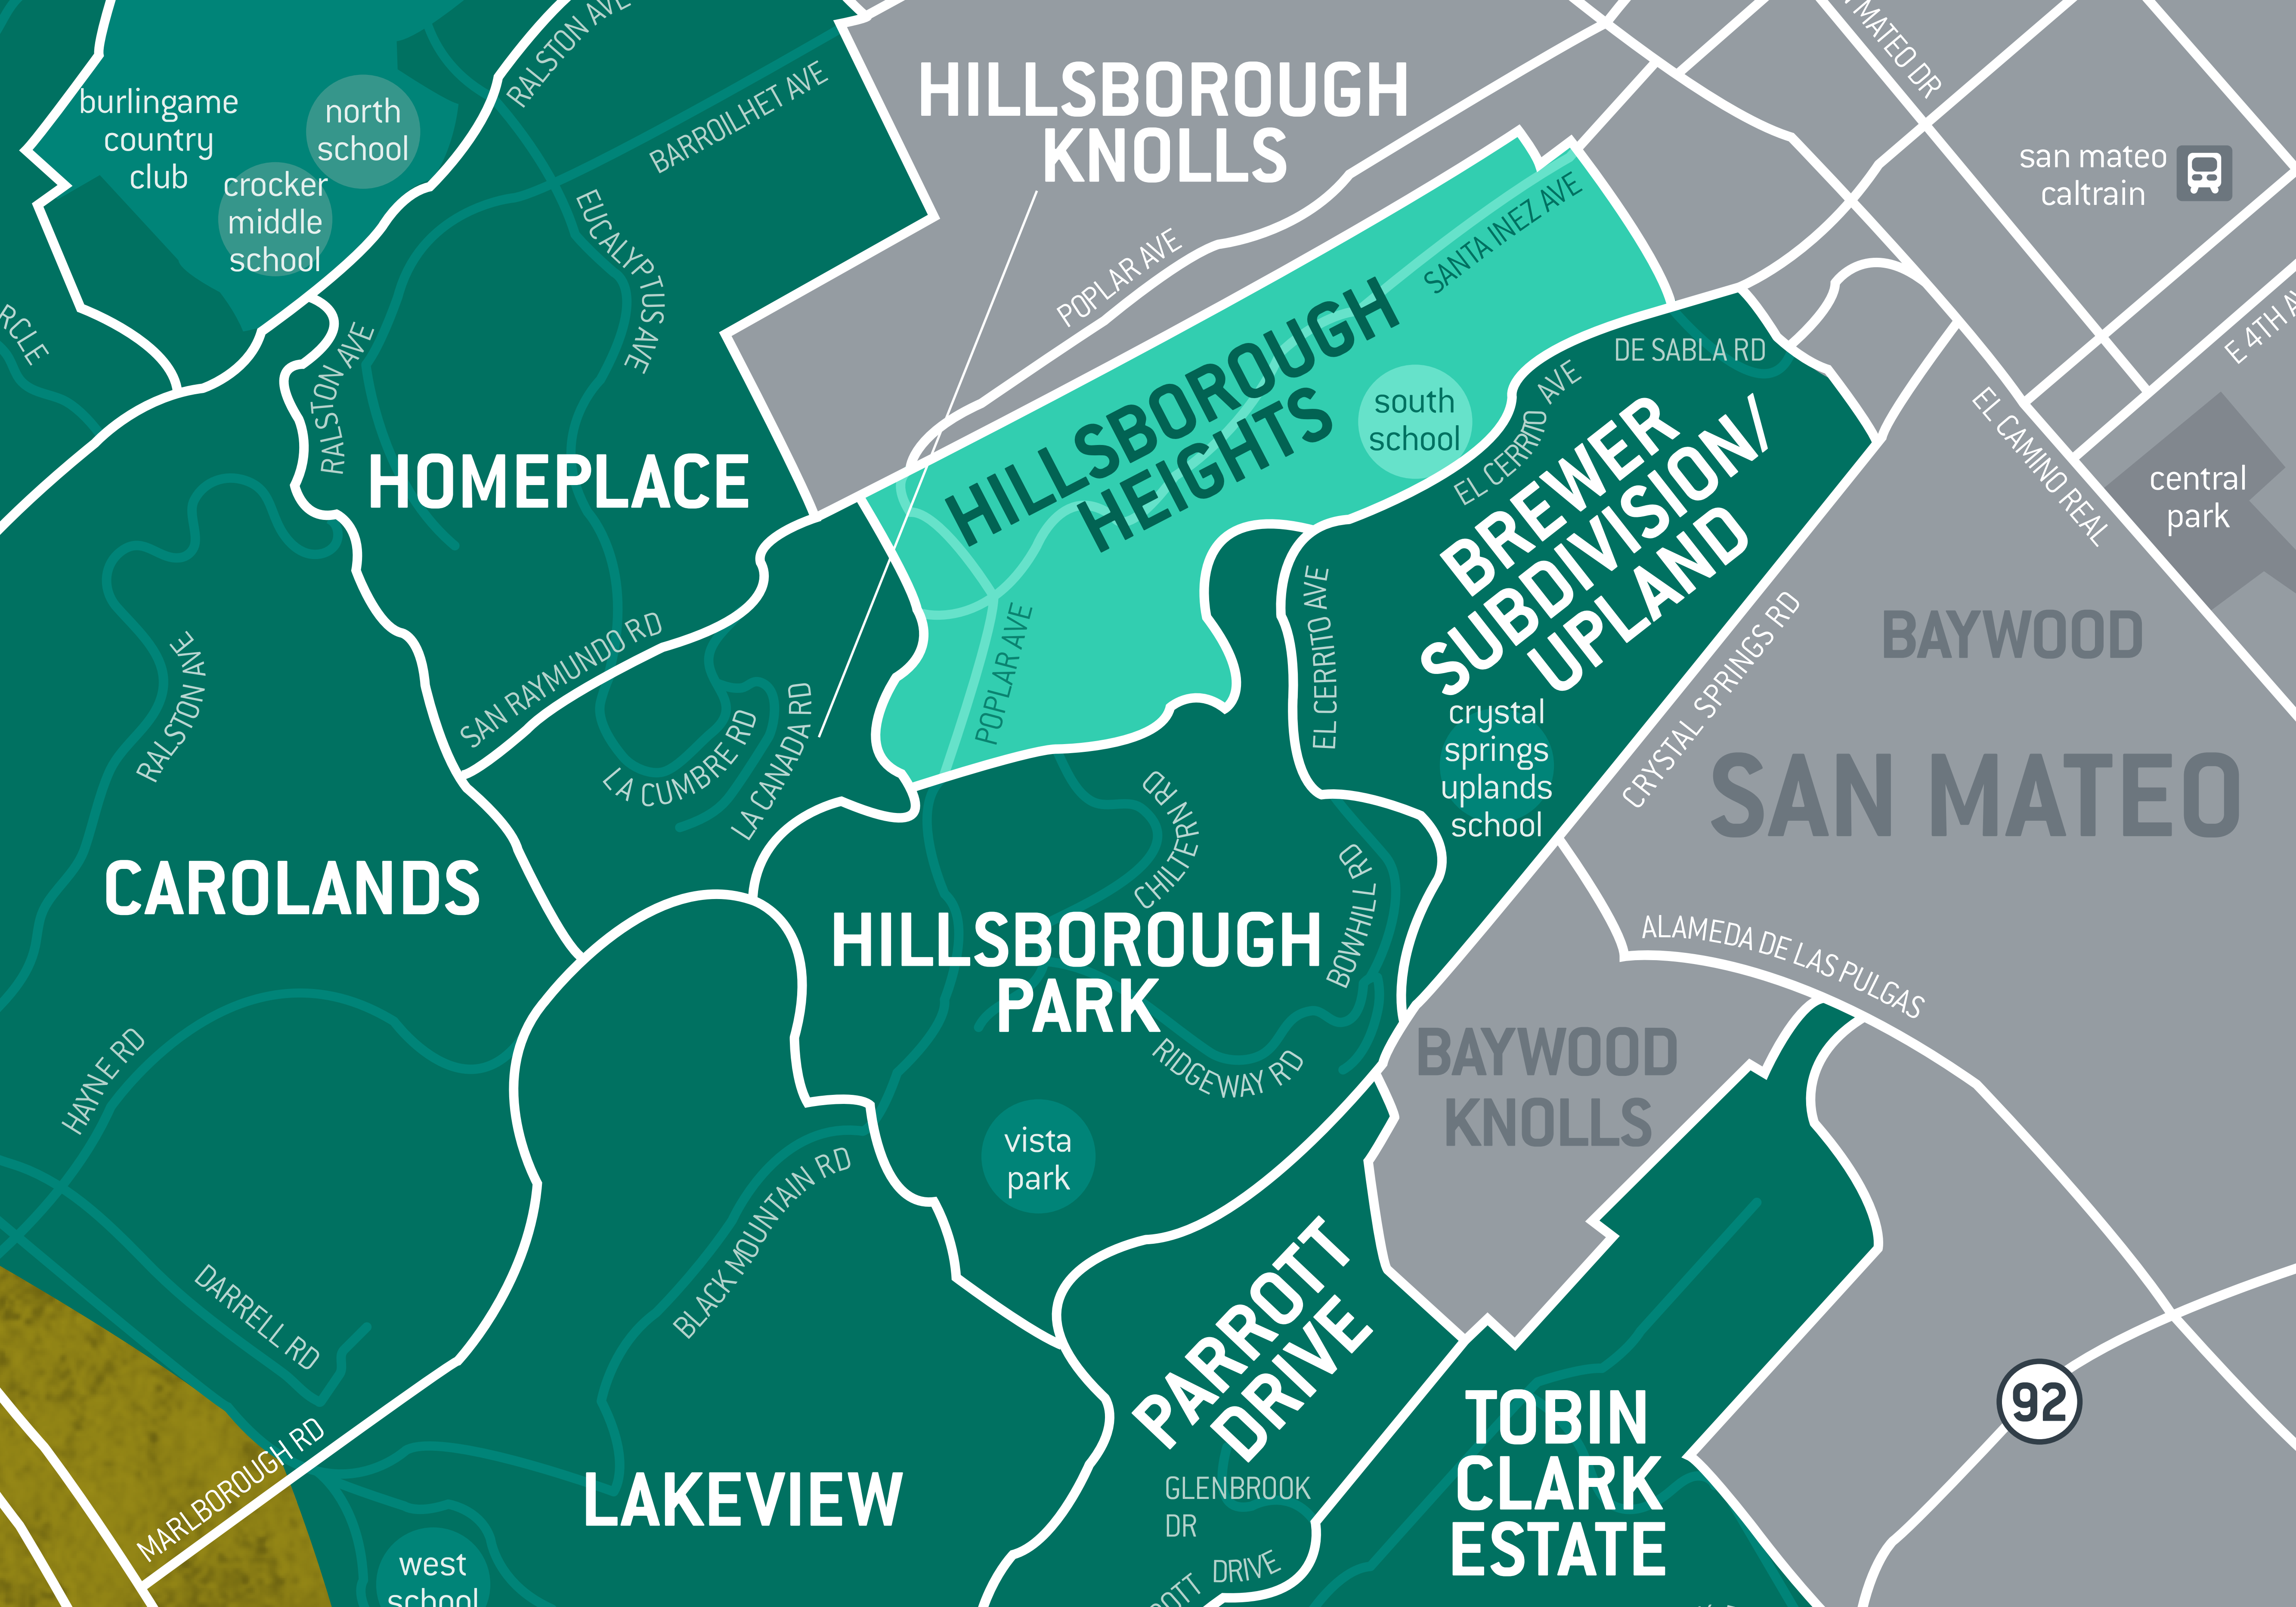 RALSTON AVE
burlingame
country
club
north
school
crocker
middle
school
BARROILHET AVE
EUCALYPTUS AVE
HILLSBOROUGH
KNOLLS
MATEO DR
san mateo
caltrain
POPLAR AVE
SANTA INEZ AVE
RALSTON AVE
HOMEPLACE
HILLSBOROUGH
HEIGHTS
south
school
DE SABLA RD
EL CERRITO AVE
BREWER
SUBDIVISION/
UPLAND
EL CAMINO REAL
central
park
BAYWOOD
RALSTON AVE
SAN RAYMUNDO RD
LA CUMBRE RD
LA CANADA RD
POPLAR AVE
EL CERRITO AVE
crystal
springs
uplands
school
CRYSTAL SPRINGS RD
SAN MATEO
CAROLANDS
CHILTERN RD
BOWHILL RD
HILLSBOROUGH
PARK
ALAMEDA DE LAS PULGAS
HAYNE RD
RIDGEWAY RD
BAYWOOD
KNOLLS
vista
park
BLACK MOUNTAIN RD
DARRELL RD
PARROTT
DRIVE
MARLBOROUGH RD
LAKEVIEW
GLENBROOK
DR
TOBIN
CLARK
ESTATE
92
west
school
DRIVE